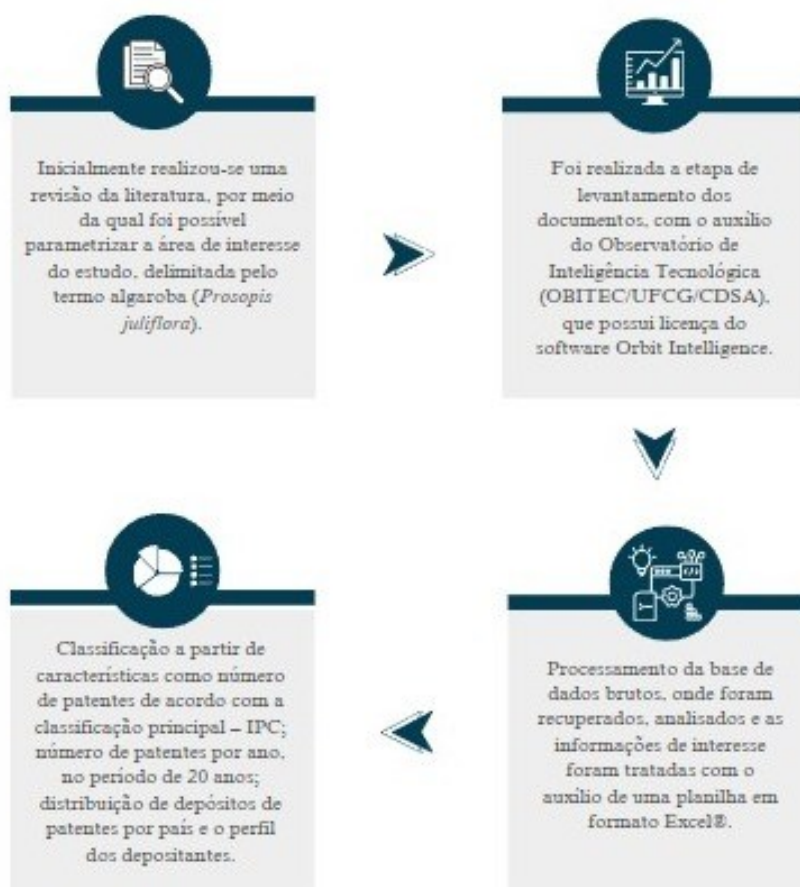 Inicialmente realizou-se uma
revisão da literatura, por meio
da qual foi possível
parametrizar a área de interesse
do estudo, delimitada pelo
termo algaroba (Prosopis
juliflora).
Foi realizada a etapa de
levantamento dos
documentos, com o auxílio
do Observatório de
Inteligência Tecnológica
(OBITEC/UFCG/CDSA),
que possui licença do
software Orbit Intelligence.
Processamento da base de
dados brutos, onde foram
recuperados, analisados e as
informações de interesse
foram tratadas com o
auxílio de uma planilha em
formato Excel®.
Classificação a partir de
características como número
de patentes de acordo com a
classificação principal – IPC;
número de patentes por ano,
no período de 20 anos;
distribuição de depósitos de
patentes por país e o perfil
dos depositantes.